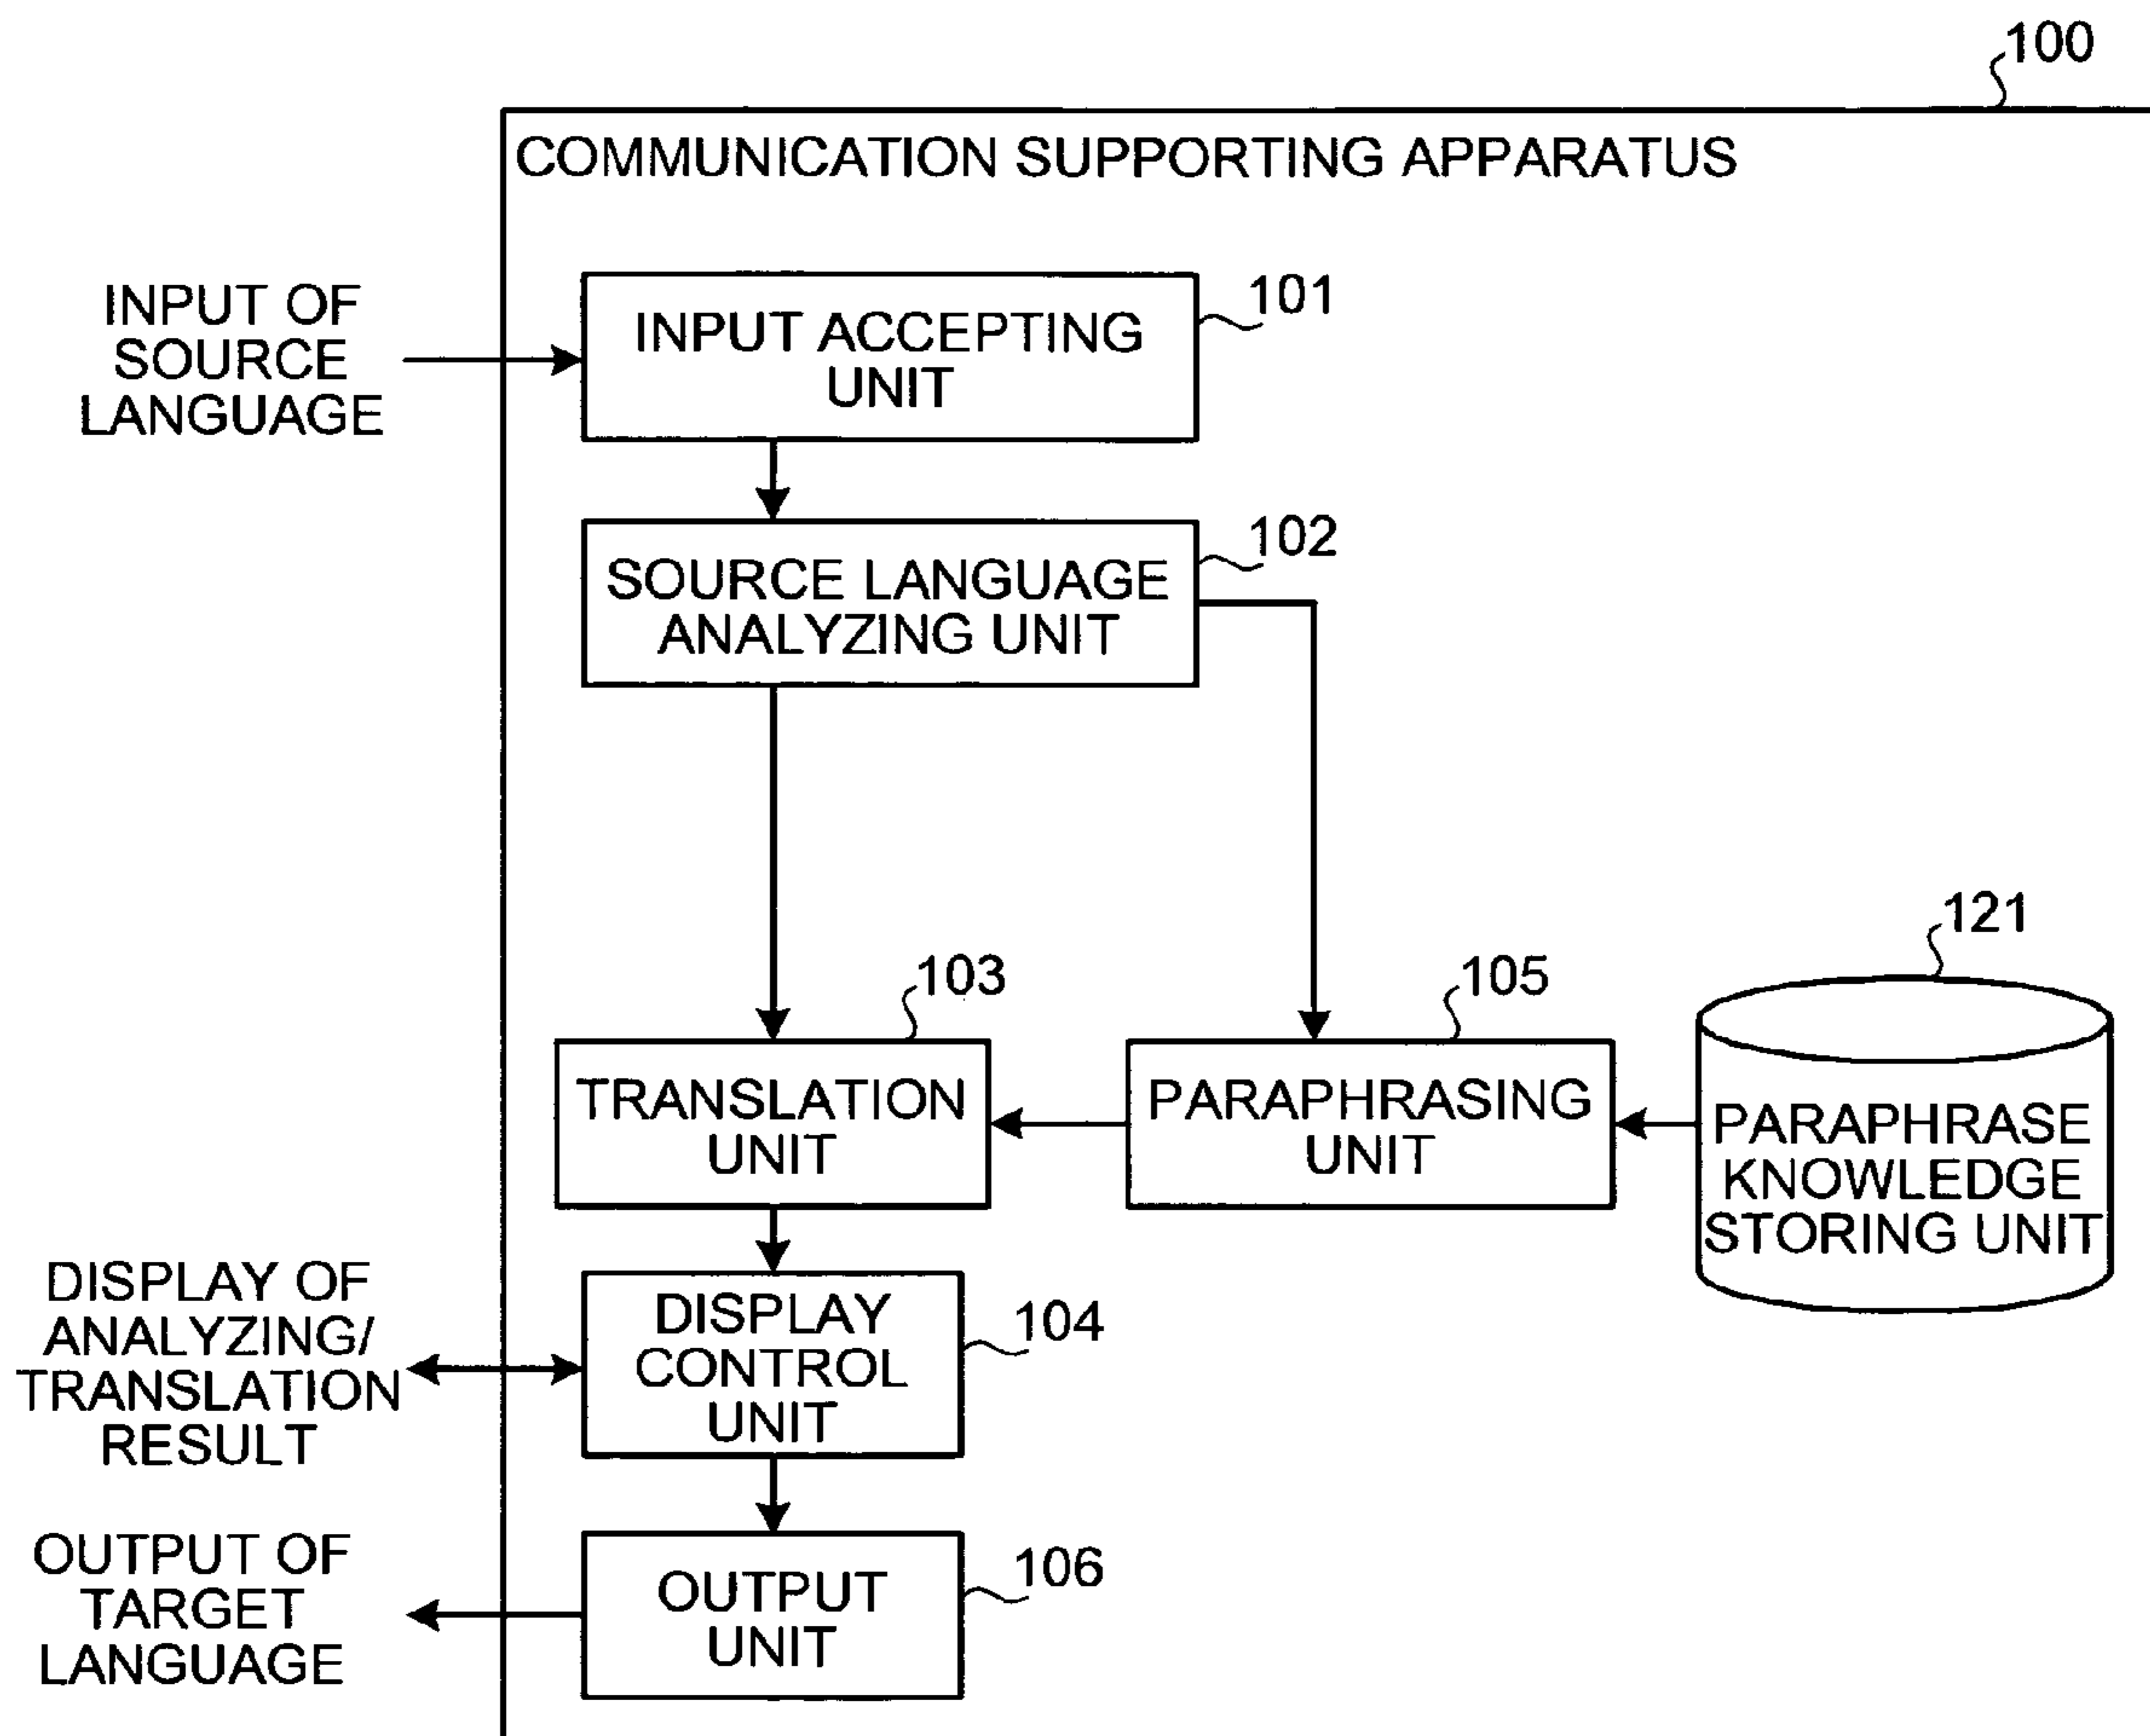 100
COMMUNICATION SUPPORTING APPARATUS
INPUT OF
SOURCE
LANGUAGE
INPUT ACCEPTING
UNIT
101
SOURCE LANGUAGE
ANALYZING UNIT
102
TRANSLATION
UNIT
103
PARAPHRASING
UNIT
105
PARAPHRASE
KNOWLEDGE
STORING UNIT
121
DISPLAY OF
ANALYZING/
TRANSLATION
RESULT
DISPLAY
CONTROL
UNIT
104
OUTPUT OF
TARGET
LANGUAGE
OUTPUT
UNIT
106